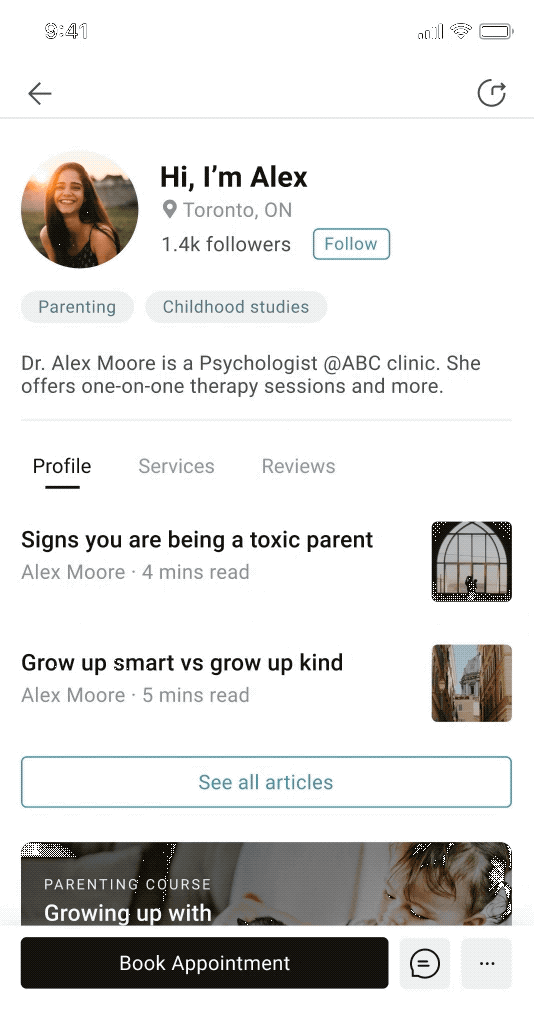 9:41
Hi, I'm Alex
Toronto, ON
1.4k followers
Follow
Parenting
Childhood studies
Dr. Alex Moore is a Psychologist @ABC clinic. She
offers one-on-one therapy sessions and more.
Profile
Services
Reviews
Signs you are being a toxic parent
Alex Moore · 4 mins read
Grow up smart vs grow up kind
Alex Moore · 5 mins read
See all articles
PARENTING COURSE
Growing up with
Book Appointment